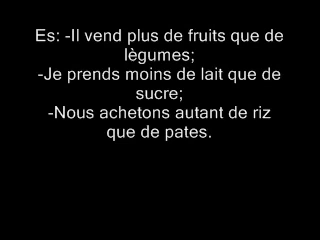 Es: -Il vend plus de fruits que de
lègumes;
-Je prends moins de lait que de
sucre;
-Nous achetons autant de riz
que de pates.